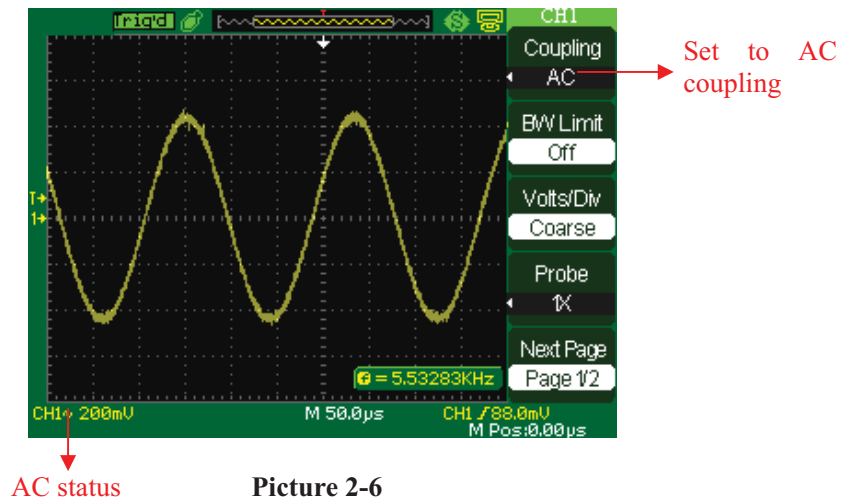 Trig'd
CH1
Coupling
AC
Set to AC
coupling
BW Limit
Off
T
Volts/Div
1
Coarse
Probe
1X
Next Page
f = 5.53283KHz
Page 1/2
CH1~ 200mV M 50.0µs CH1 88.0mV
M Pos:0.00µs
AC status
Picture 2-6